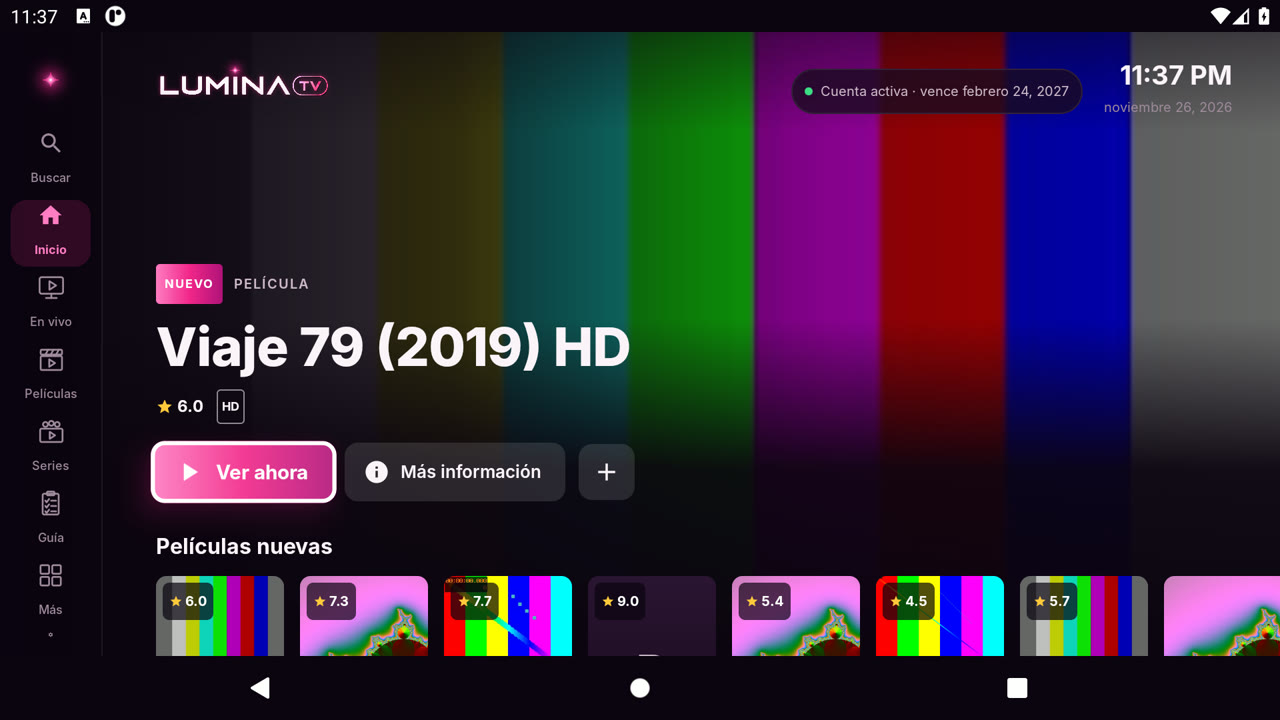 11:37
LUMINA TV
Cuenta activa · vence febrero 24, 2027
11:37 PM
noviembre 26, 2026
Buscar
Inicio
En vivo
Películas
Series
Guía
Más
NUEVO PELÍCULA
Viaje 79 (2019) HD
6.0 HD
Ver ahora
Más información
Películas nuevas
6.0
7.3
7.7
9.0
5.4
4.5
5.7